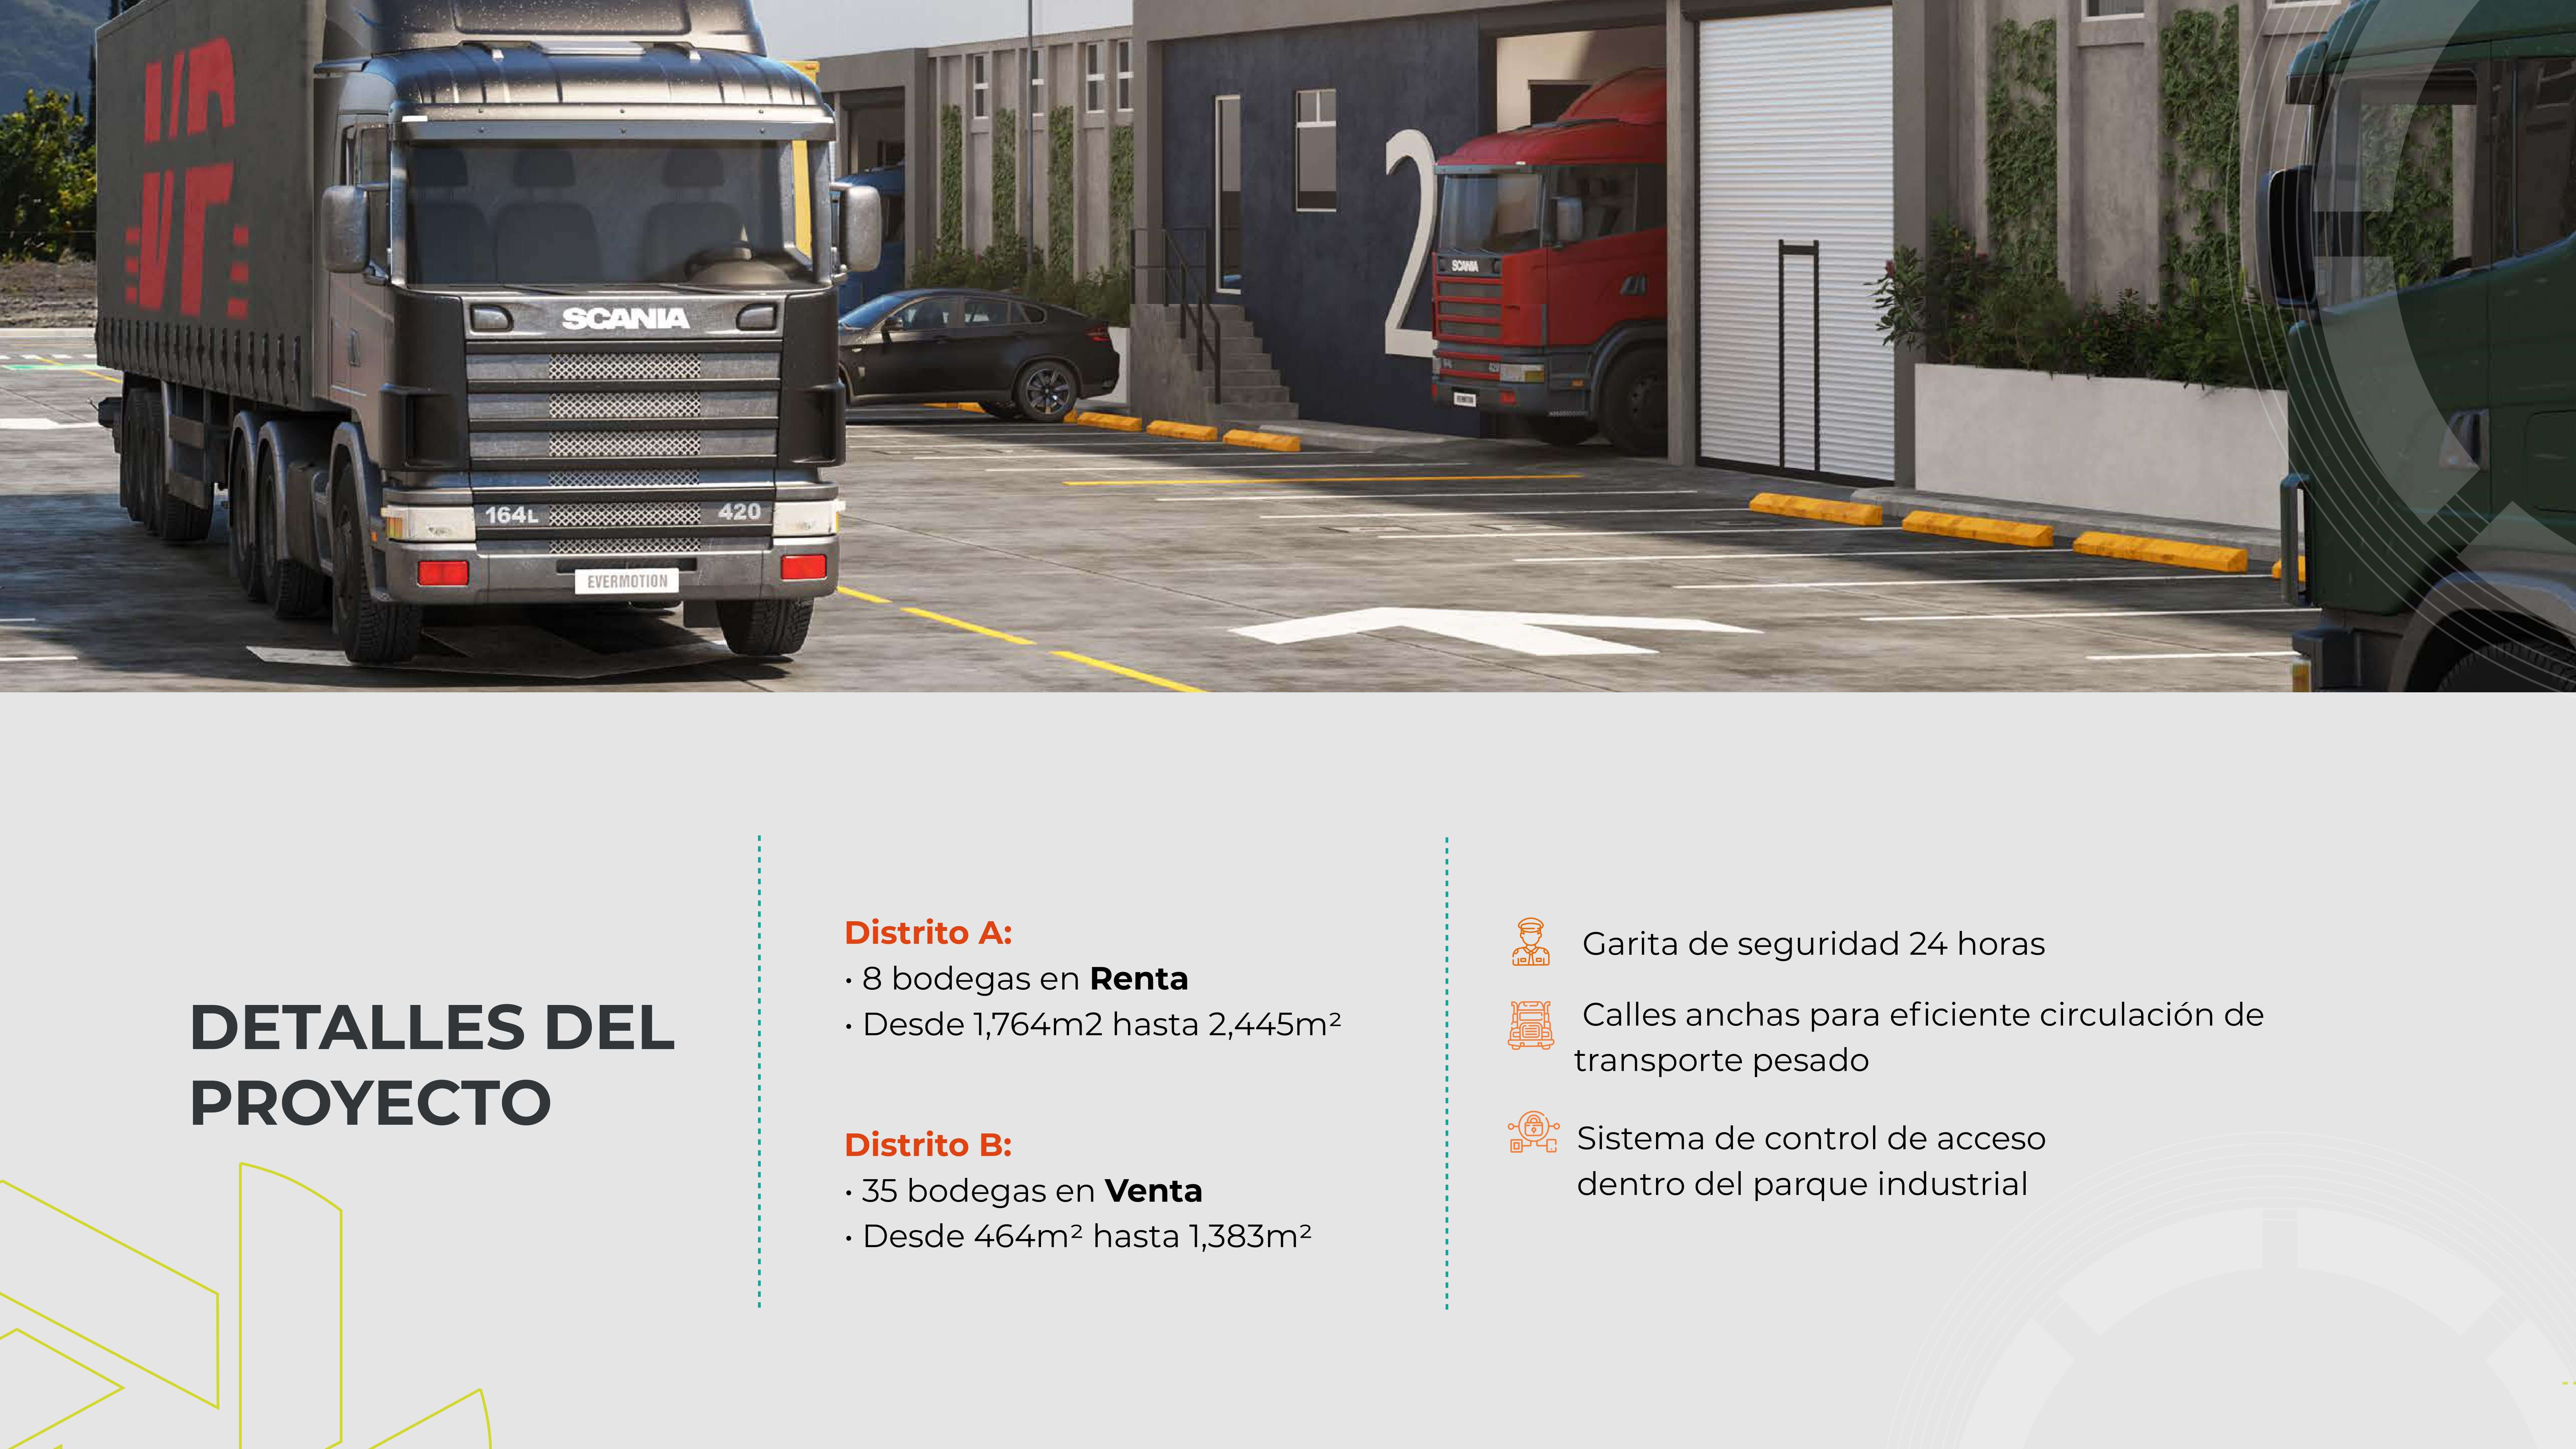 SCANIA
164L
420
EVERMOTION
2
SCANIA
DETALLES DEL
PROYECTO
Distrito A:
• 8 bodegas en Renta
• Desde 1,764m2 hasta 2,445m²
Distrito B:
• 35 bodegas en Venta
• Desde 464m² hasta 1,383m²
Garita de seguridad 24 horas
Calles anchas para eficiente circulación de
transporte pesado
Sistema de control de acceso
dentro del parque industrial